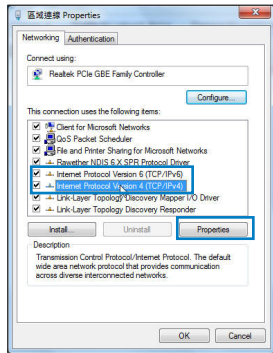 區域連線 Properties
Networking Authentication
Connect using:
Realtek PCIe GBE Family Controller
Configure...
This connection uses the following items:
Client for Microsoft Networks
QoS Packet Scheduler
File and Printer Sharing for Microsoft Networks
Rawether NDIS 6.X SPR Protocol Driver
Internet Protocol Version 6 (TCP/IPv6)
Internet Protocol Version 4 (TCP/IPv4)
Link-Layer Topology Discovery Mapper I/O Driver
Link-Layer Topology Discovery Responder
Install... Uninstall Properties
Description
Transmission Control Protocol/Internet Protocol. The default
wide area network protocol that provides communication
across diverse interconnected networks.
OK Cancel